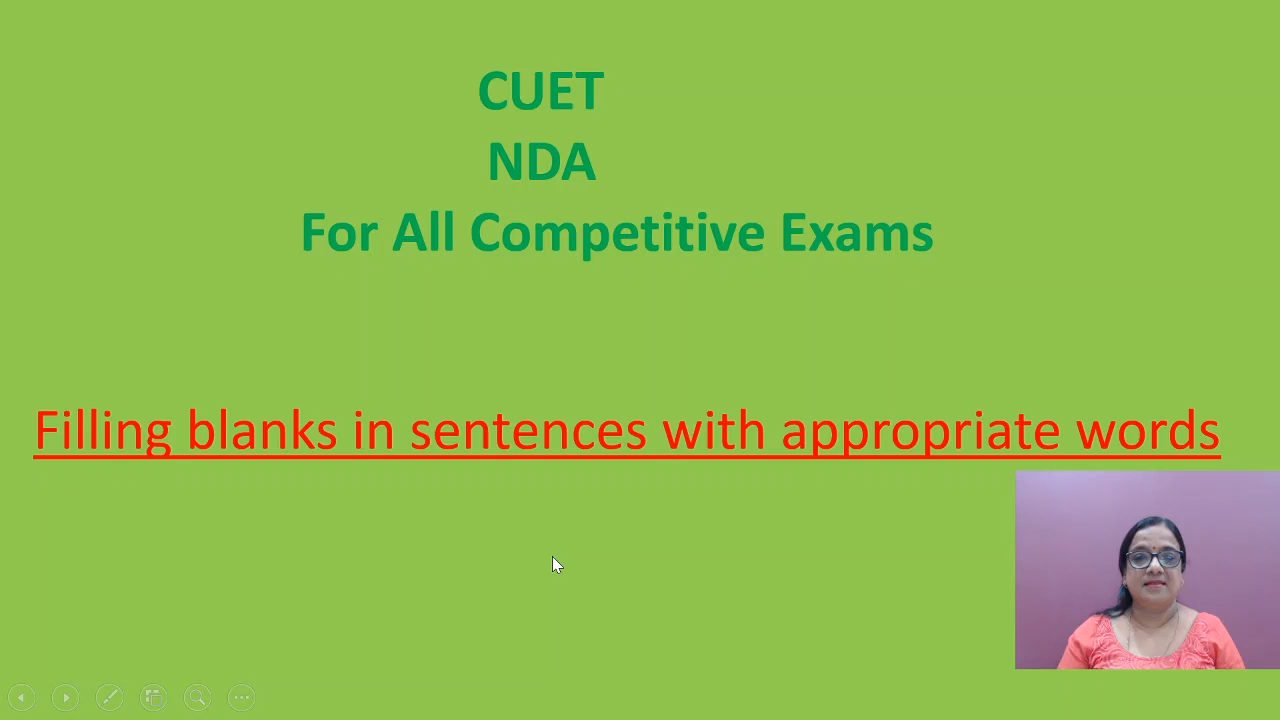 CUET
NDA
For All Competitive Exams
Filling blanks in sentences with appropriate words